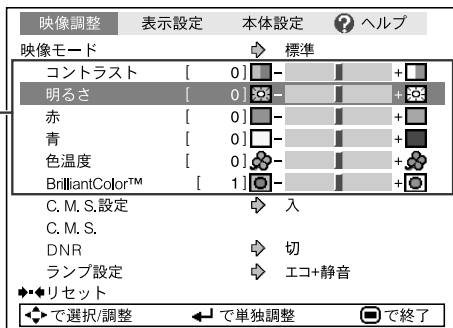 映像調整 表示設定 本体設定 ? ヘルプ
映像モード 標準
コントラスト [ 0] - +
明るさ [ 0] - +
赤 [ 0] - +
青 [ 0] - +
色温度 [ 0] - +
BrilliantColor™ [ 1] - +
C. M. S.設定 入
C. M. S.
DNR 切
ランプ設定 エコ+静音
リセット
で選択/調整 で単独調整 で終了